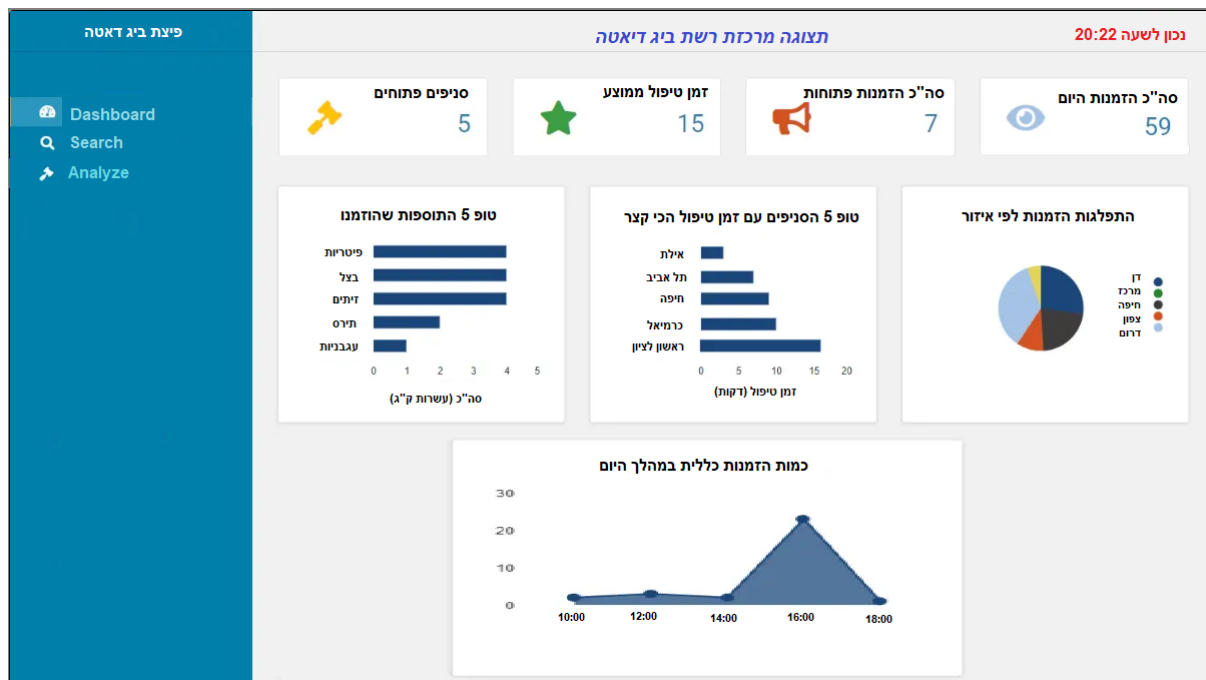 פיצת ביג דאטה
תצוגה מרכזת רשת ביג דיאטה
נכון לשעה 20:22
Dashboard
Search
Analyze
סה"כ הזמנות היום
59
סה"כ הזמנות פתוחות
7
זמן טיפול ממוצע
15
סניפים פתוחים
5
התפלגות הזמנות לפי איזור
דן
מרכז
חיפה
צפון
דרום
טופ 5 הסניפים עם זמן טיפול הכי קצר
אילת
תל אביב
חיפה
כרמיאל
ראשון לציון
0 5 10 15 20
זמן טיפול (דקות)
טופ 5 התוספות שהוזמנו
פיטריות
בצל
זיתים
תירס
עגבניות
0 1 2 3 4 5
סה"כ (עשרות ק"ג)
כמות הזמנות כללית במהלך היום
30
20
10
0
10:00 12:00 14:00 16:00 18:00